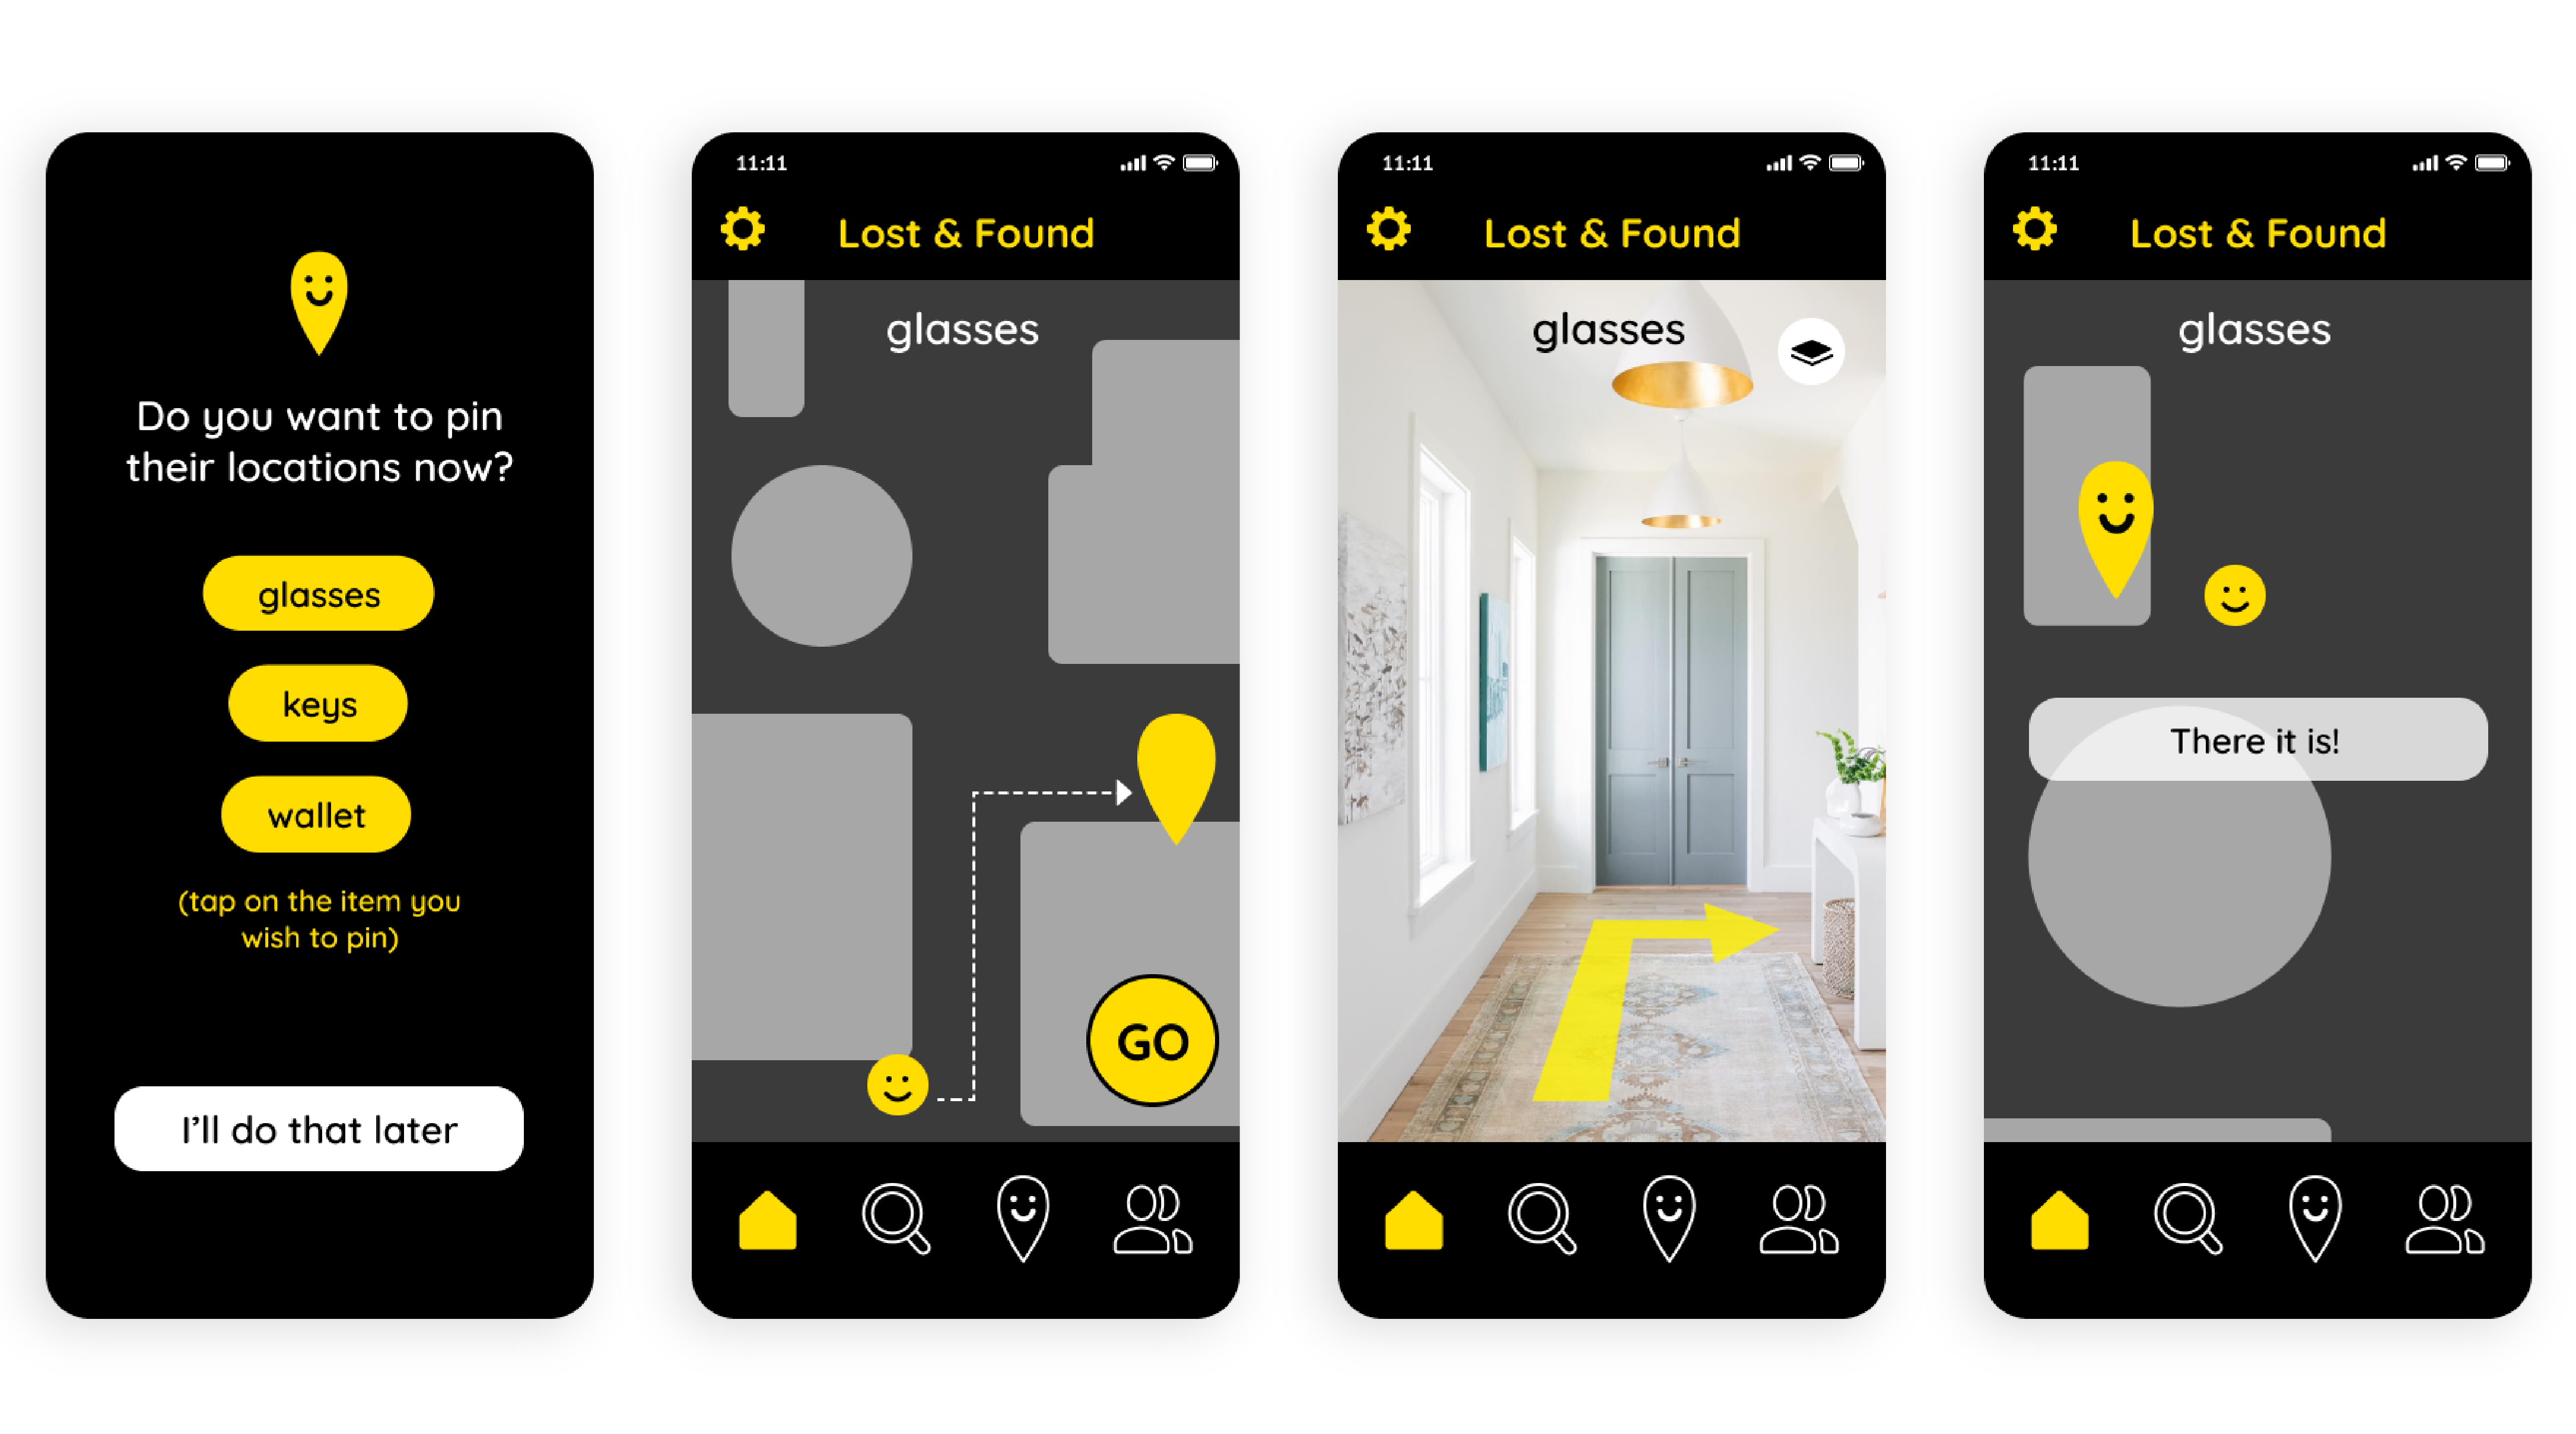 Do you want to pin
their locations now?
glasses
keys
wallet
(tap on the item you
wish to pin)
I'll do that later
11:11
Lost & Found
glasses
GO
11:11
Lost & Found
glasses
11:11
Lost & Found
glasses
There it is!